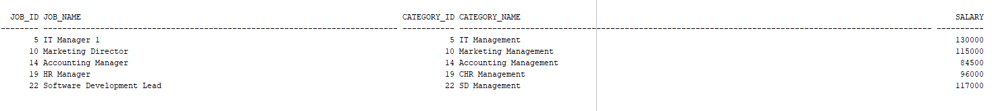 JOB_ID JOB_NAME CATEGORY_ID CATEGORY_NAME SALARY
5 IT Manager 1 5 IT Management 130000
10 Marketing Director 10 Marketing Management 115000
14 Accounting Manager 14 Accounting Management 84500
19 HR Manager 19 CHR Management 96000
22 Software Development Lead 22 SD Management 117000